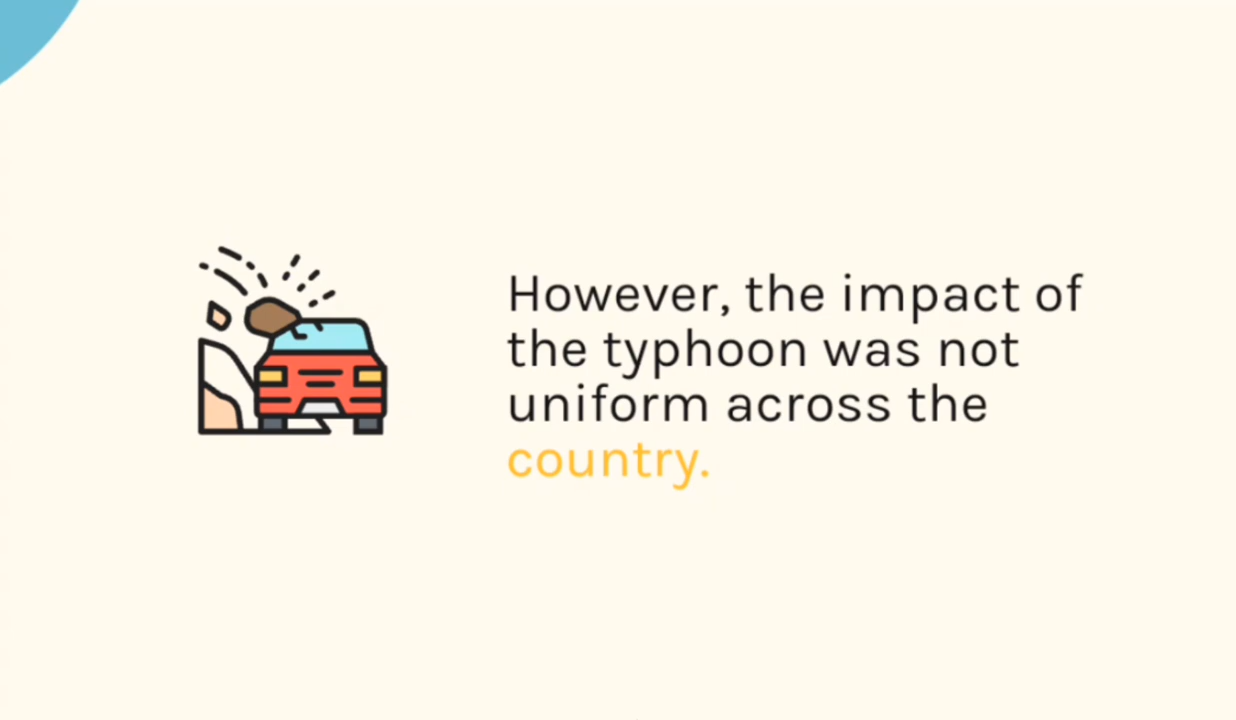 However, the impact of
the typhoon was not
uniform across the
country.